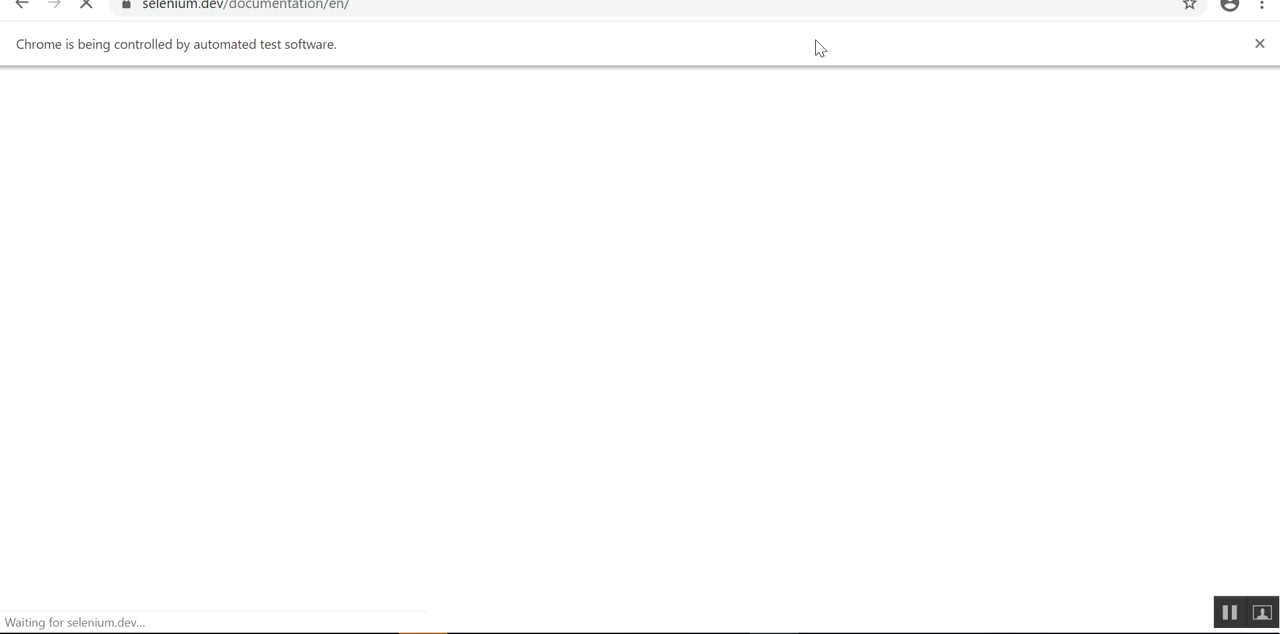 selenium.dev/documentation/en/
Chrome is being controlled by automated test software.
Waiting for selenium.dev...